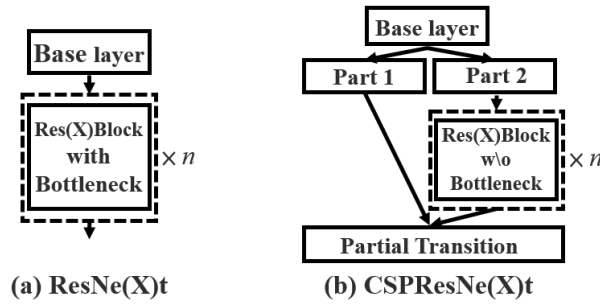 Base layer
Res(X)Block
with
Bottleneck
× n
(a) ResNe(X)t
Base layer
Part 1
Part 2
Res(X)Block
w\o
Bottleneck
× n
Partial Transition
(b) CSPResNe(X)t